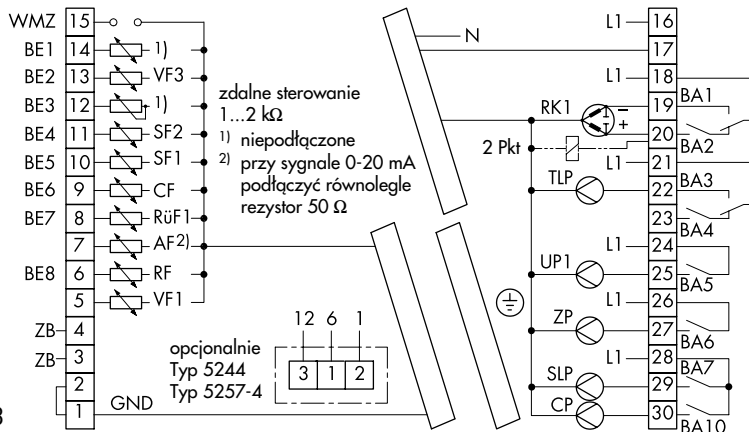 WMZ 15
BE1 14 1)
BE2 13 VF3
BE3 12 1)
BE4 11 SF2
BE5 10 SF1
BE6 9 CF
BE7 8 RüF1
7 AF2)
BE8 6 RF
5 VF1
ZB 4
ZB 3
2
1 GND
3
zdalne sterowanie
1...2 kΩ
1) niepodłączone
2) przy sygnale 0-20 mA
podłączyć równolegle
rezystor 50 Ω
opcjonalnie
Typ 5244
Typ 5257-4
12 6 1
3 1 2
N
L1 16
17
L1 18
RK1 – 19 BA1
+ 20
2 Pkt BA2
L1 21
TLP 22 BA3
23
BA4
L1 24
UP1 25
BA5
L1 26
ZP 27
BA6
L1 28
BA7
SLP 29
CP 30
BA10